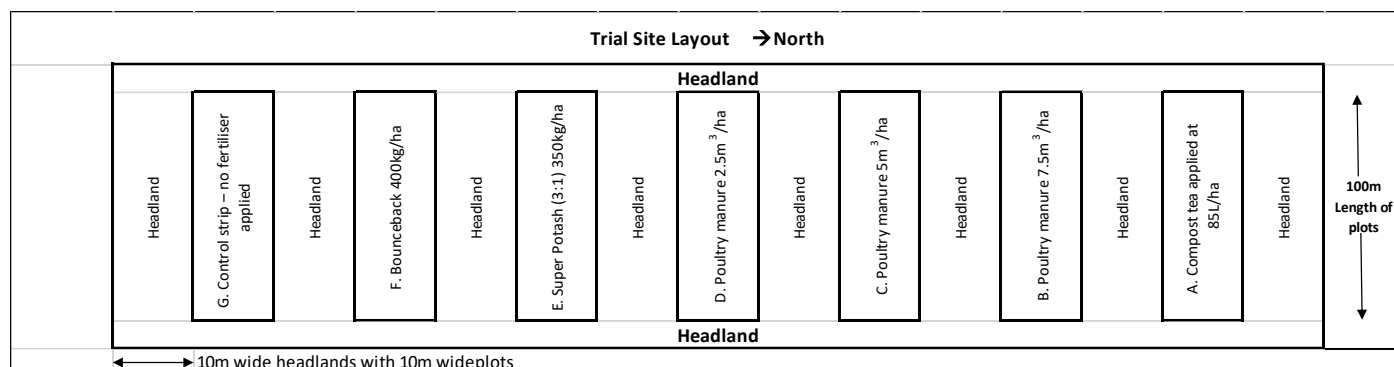 Trial Site Layout → North
Headland
Headland
G. Control strip – no fertiliser
applied
Headland
F. Bounceback 400kg/ha
Headland
E. Super Potash (3:1) 350kg/ha
Headland
D. Poultry manure 2.5m³/ha
Headland
C. Poultry manure 5m³/ha
Headland
B. Poultry manure 7.5m³/ha
Headland
A. Compost tea applied at
85L/ha
Headland
100m
Length of
plots
Headland
10m wide headlands with 10m wideplots